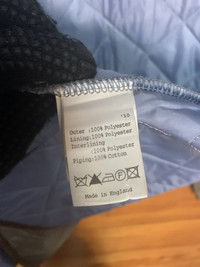 Outer :100% Polyester
Lining:100% Polyester
Interlining
:100% Polyester
Piping:100% Cotton
Made in England